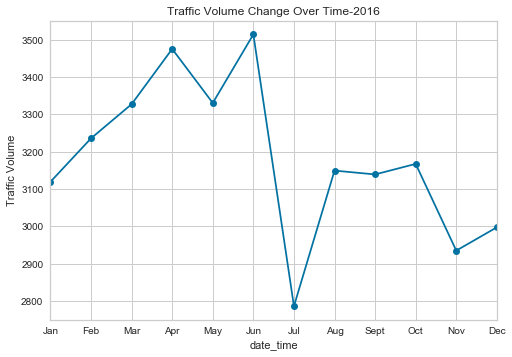 Traffic Volume Change Over Time-2016
Traffic Volume
3500
3400
3300
3200
3100
3000
2900
2800
Jan Feb Mar Apr May Jun Jul Aug Sept Oct Nov Dec
date_time